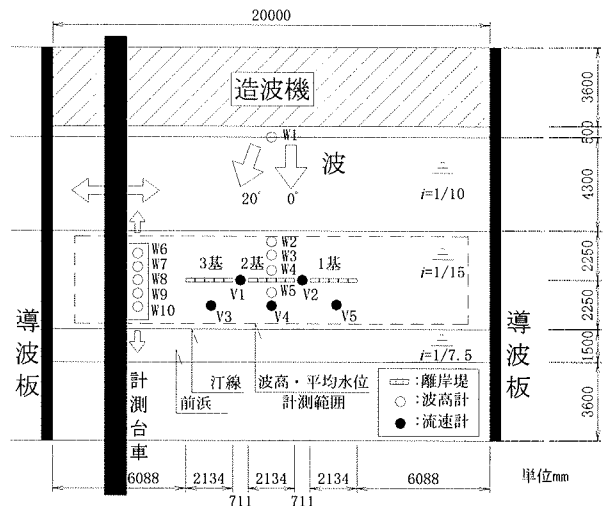 20000
造波機
3600
W1
500
波
20°
0°
i=1/10
4300
W6
W7
W8
W9
W10
W2
W3
W4
W5
3基
2基
1基
V1
V2
V3
V4
V5
i=1/15
2250
2250
導波板
導波板
i=1/7.5
1500
汀線
波高・平均水位
計測範囲
前浜
計測台車
:離岸堤
:波高計
:流速計
3600
6088
2134
2134
2134
6088
711
711
単位mm